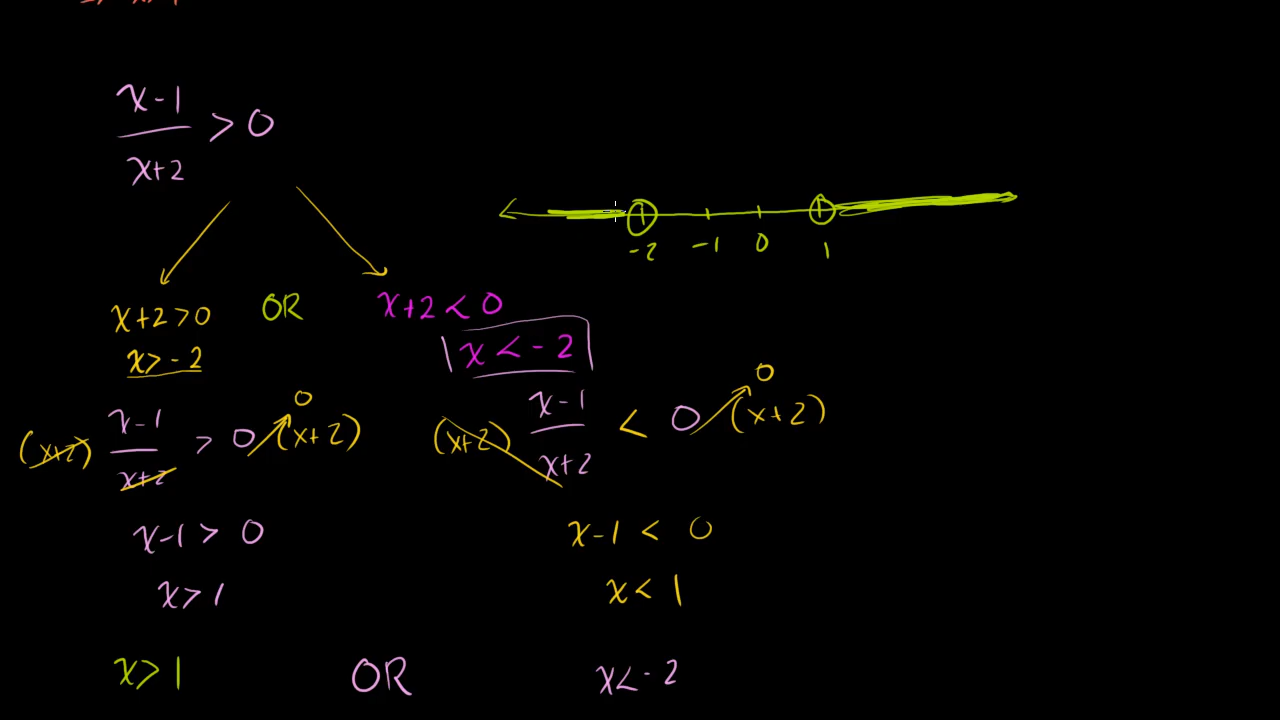 x-1
/
x+2
> 0
-2 -1 0 1
x+2>0 OR x+2<0
x>-2
x<-2
(x+2) x-1/x+2 > 0 (x+2) 0
(x+2) x-1/x+2 < 0 (x+2) 0
x-1 > 0
x-1 < 0
x>1
x<1
x>1 OR x<-2